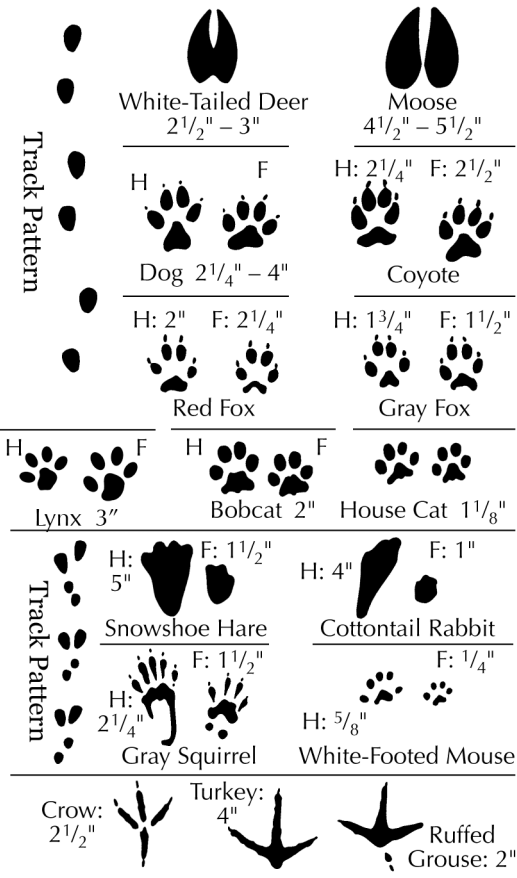 Track Pattern
White-Tailed Deer
2 1/2" – 3"
Moose
4 1/2" – 5 1/2"
H
F
Dog 2 1/4" – 4"
H: 2 1/4" F: 2 1/2"
Coyote
H: 2" F: 2 1/4"
Red Fox
H: 1 3/4" F: 1 1/2"
Gray Fox
H
F
Lynx 3”
H
F
Bobcat 2"
House Cat 1 1/8"
Track Pattern
H:
5"
F: 1 1/2"
Snowshoe Hare
H: 4"
F: 1"
Cottontail Rabbit
F: 1 1/2"
H:
2 1/4"
Gray Squirrel
F: 1/4"
H: 5/8"
White-Footed Mouse
Crow:
2 1/2"
Turkey:
4"
Ruffed
Grouse: 2"